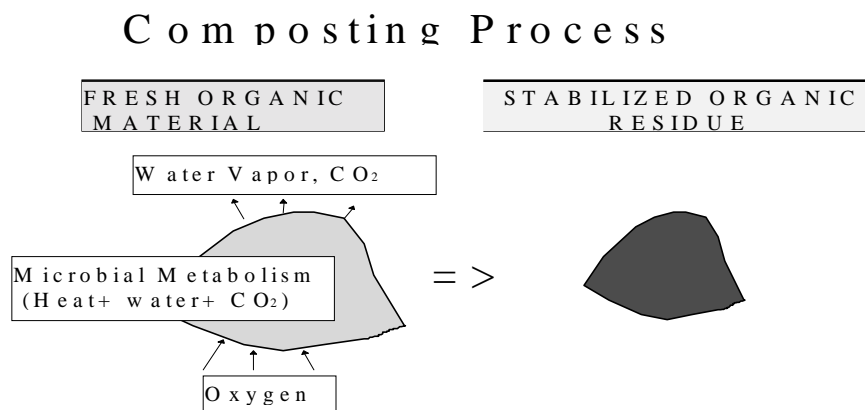 Composting Process
FRESH ORGANIC
MATERIAL
STABILIZED ORGANIC
RESIDUE
Water Vapor, CO₂
Microbial Metabolism
(Heat+ water+ CO₂)
=>
Oxygen